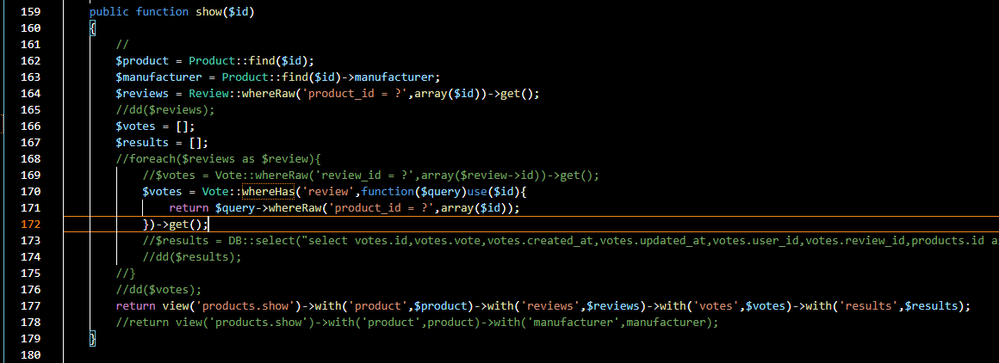 159 public function show($id)
160 {
161 //
162 $product = Product::find($id);
163 $manufacturer = Product::find($id)->manufacturer;
164 $reviews = Review::whereRaw('product_id = ?',array($id))->get();
165 //dd($reviews);
166 $votes = [];
167 $results = [];
168 //foreach($reviews as $review){
169 //$votes = Vote::whereRaw('review_id = ?',array($review->id))->get();
170 $votes = Vote::whereHas('review',function($query)use($id){
171 return $query->whereRaw('product_id = ?',array($id));
172 })->get();
173 //$results = DB::select("select votes.id,votes.vote,votes.created_at,votes.updated_at,votes.user_id,votes.review_id,products.id a
174 //dd($results);
175 //}
176 //dd($votes);
177 return view('products.show')->with('product',$product)->with('reviews',$reviews)->with('votes',$votes)->with('results',$results);
178 //return view('products.show')->with('product',product)->with('manufacturer',manufacturer);
179 }
180